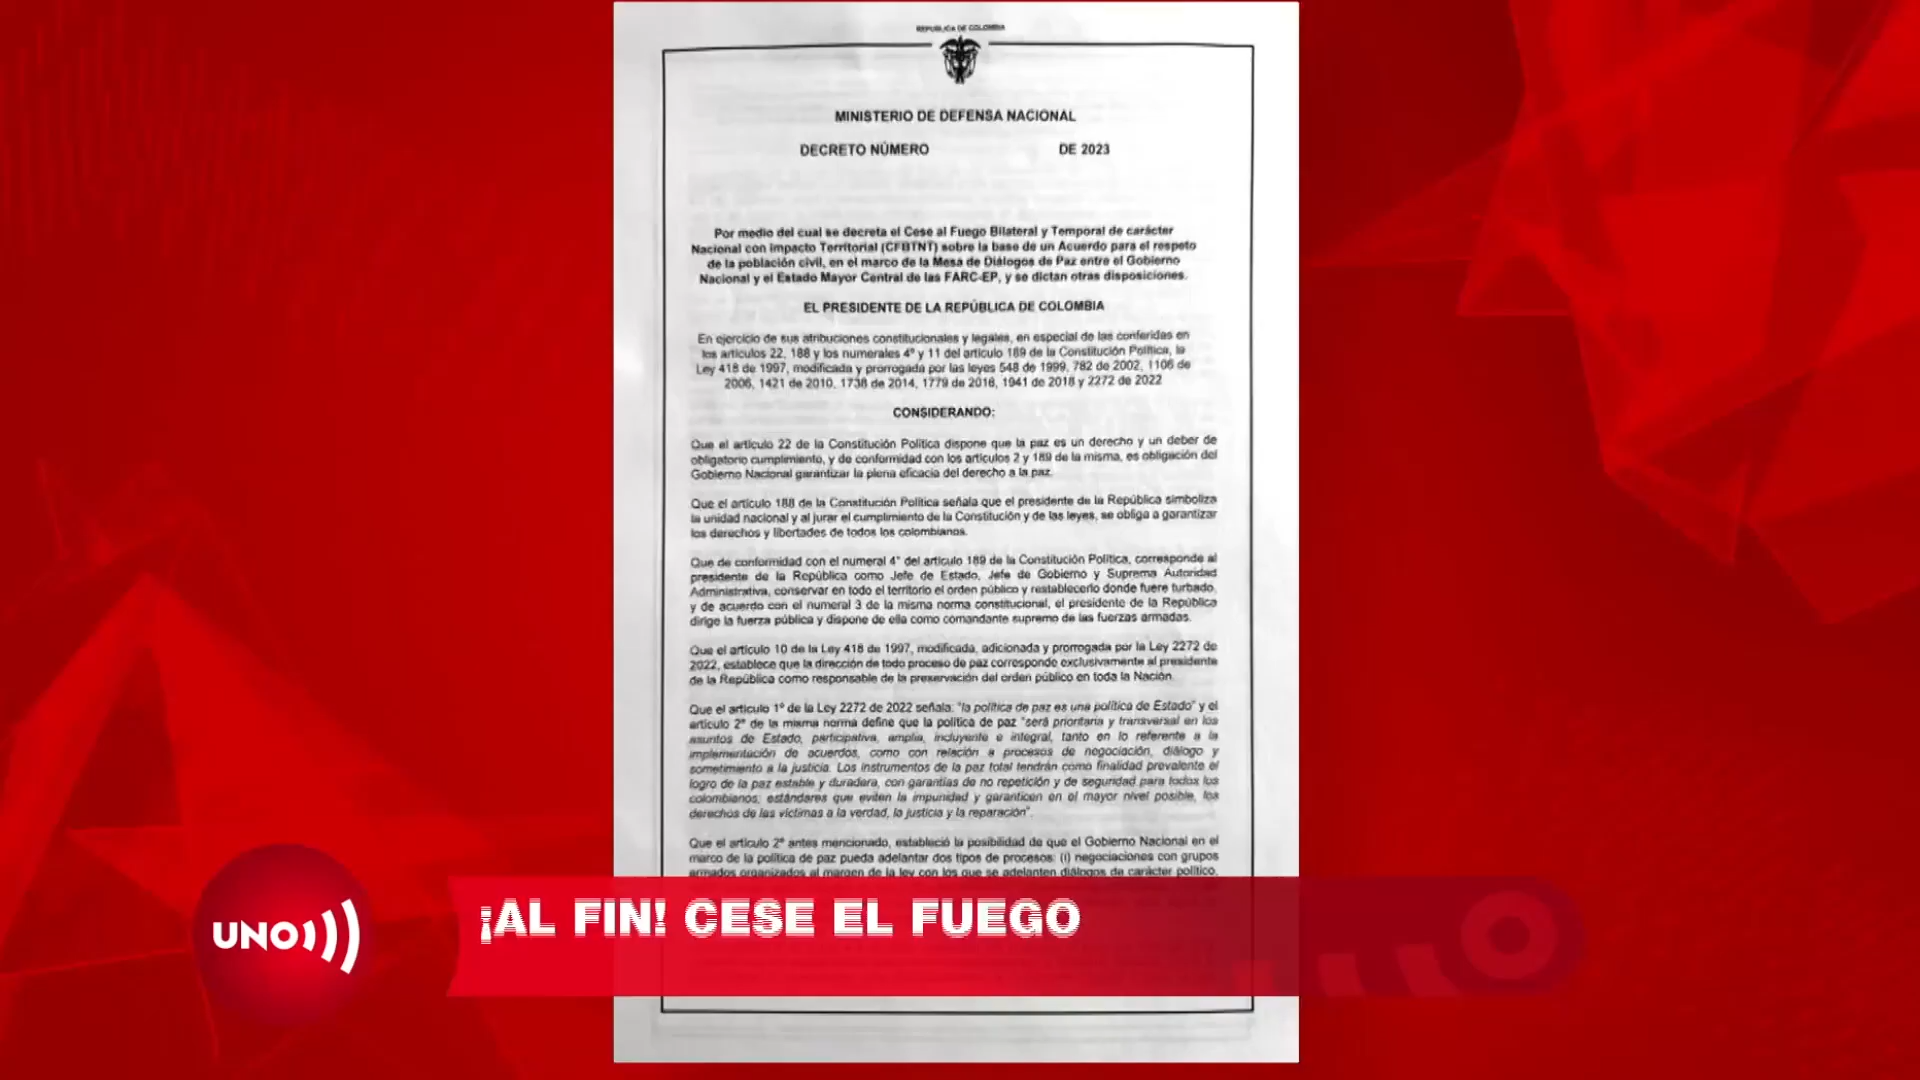 REPÚBLICA DE COLOMBIA
MINISTERIO DE DEFENSA NACIONAL
DECRETO NÚMERO DE 2023
Por medio del cual se decreta el Cese al Fuego Bilateral y Temporal de carácter
Nacional con Impacto Territorial (CFBTNT) sobre la base de un Acuerdo para el respeto
de la población civil, en el marco de la Mesa de Diálogos de Paz entre el Gobierno
Nacional y el Estado Mayor Central de las FARC-EP, y se dictan otras disposiciones.
EL PRESIDENTE DE LA REPÚBLICA DE COLOMBIA
En ejercicio de sus atribuciones constitucionales y legales, en especial de las conferidas en
los artículos 22, 188 y los numerales 4° y 11 del artículo 189 de la Constitución Política, la
Ley 418 de 1997, modificada y prorrogada por las leyes 548 de 1999, 782 de 2002, 1106 de
2006, 1421 de 2010, 1738 de 2014, 1779 de 2016, 1941 de 2018 y 2272 de 2022
CONSIDERANDO:
Que el artículo 22 de la Constitución Política dispone que la paz es un derecho y un deber de
obligatorio cumplimiento, y de conformidad con los artículos 2 y 189 de la misma, es obligación del
Gobierno Nacional garantizar la plena eficacia del derecho a la paz.
Que el artículo 188 de la Constitución Política señala que el presidente de la República simboliza
la unidad nacional y al jurar el cumplimiento de la Constitución y de las leyes, se obliga a garantizar
los derechos y libertades de todos los colombianos.
Que de conformidad con el numeral 4° del artículo 189 de la Constitución Política, corresponde al
presidente de la República como Jefe de Estado, Jefe de Gobierno y Suprema Autoridad
Administrativa, conservar en todo el territorio el orden público y restablecerlo donde fuere turbado,
y de acuerdo con el numeral 3 de la misma norma constitucional, el presidente de la República
dirige la fuerza pública y dispone de ella como comandante supremo de las fuerzas armadas.
Que el artículo 10 de la Ley 418 de 1997, modificada, adicionada y prorrogada por la Ley 2272 de
2022, establece que la dirección de todo proceso de paz corresponde exclusivamente al presidente
de la República como responsable de la preservación del orden público en toda la Nación.
Que el artículo 1° de la Ley 2272 de 2022 señala: "la política de paz es una política de Estado" y el
artículo 2° de la misma norma define que la política de paz "será prioritaria y transversal en los
asuntos de Estado, participativa, amplia, incluyente e integral, tanto en lo referente a la
implementación de acuerdos, como con relación a procesos de negociación, diálogo y
sometimiento a la justicia. Los instrumentos de la paz total tendrán como finalidad prevalente el
logro de la paz estable y duradera, con garantías de no repetición y de seguridad para todos los
colombianos; estándares que eviten la impunidad y garanticen en el mayor nivel posible, los
derechos de las víctimas a la verdad, la justicia y la reparación".
Que el artículo 2° antes mencionado, estableció la posibilidad de que el Gobierno Nacional en el
marco de la política de paz pueda adelantar dos tipos de procesos: (i) negociaciones con grupos
armados organizados al margen de la ley con los que se adelanten diálogos de carácter político,
UNO
¡AL FIN! CESE EL FUEGO